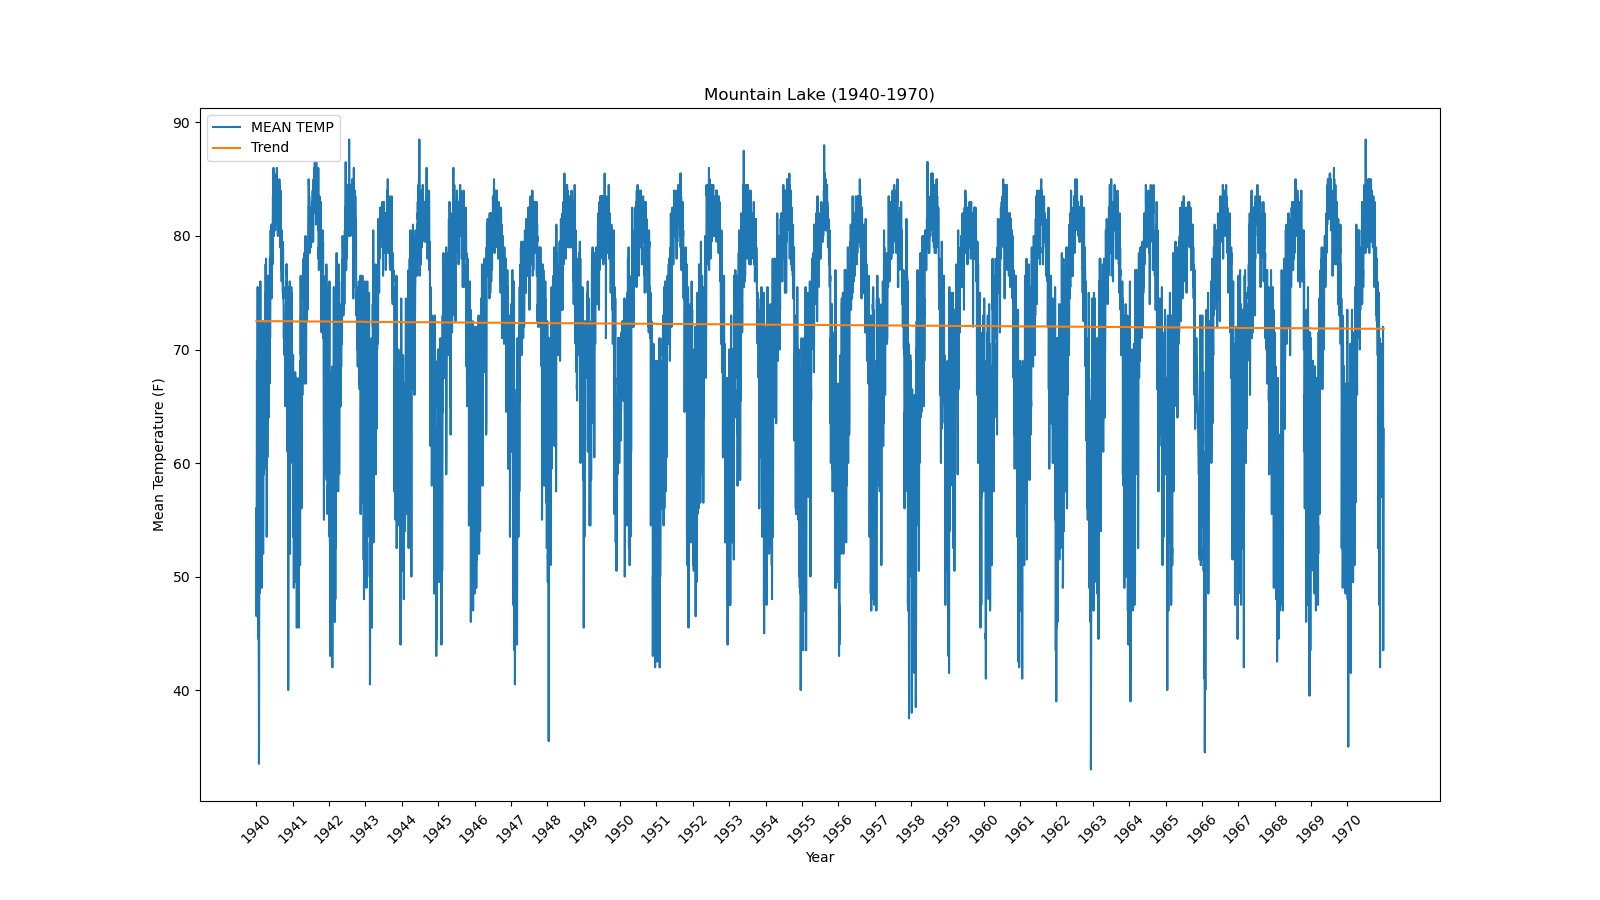 Mountain Lake (1940-1970)
MEAN TEMP
Trend
90
80
70
60
50
40
Mean Temperature (F)
1940 1941 1942 1943 1944 1945 1946 1947 1948 1949 1950 1951 1952 1953 1954 1955 1956 1957 1958 1959 1960 1961 1962 1963 1964 1965 1966 1967 1968 1969 1970
Year